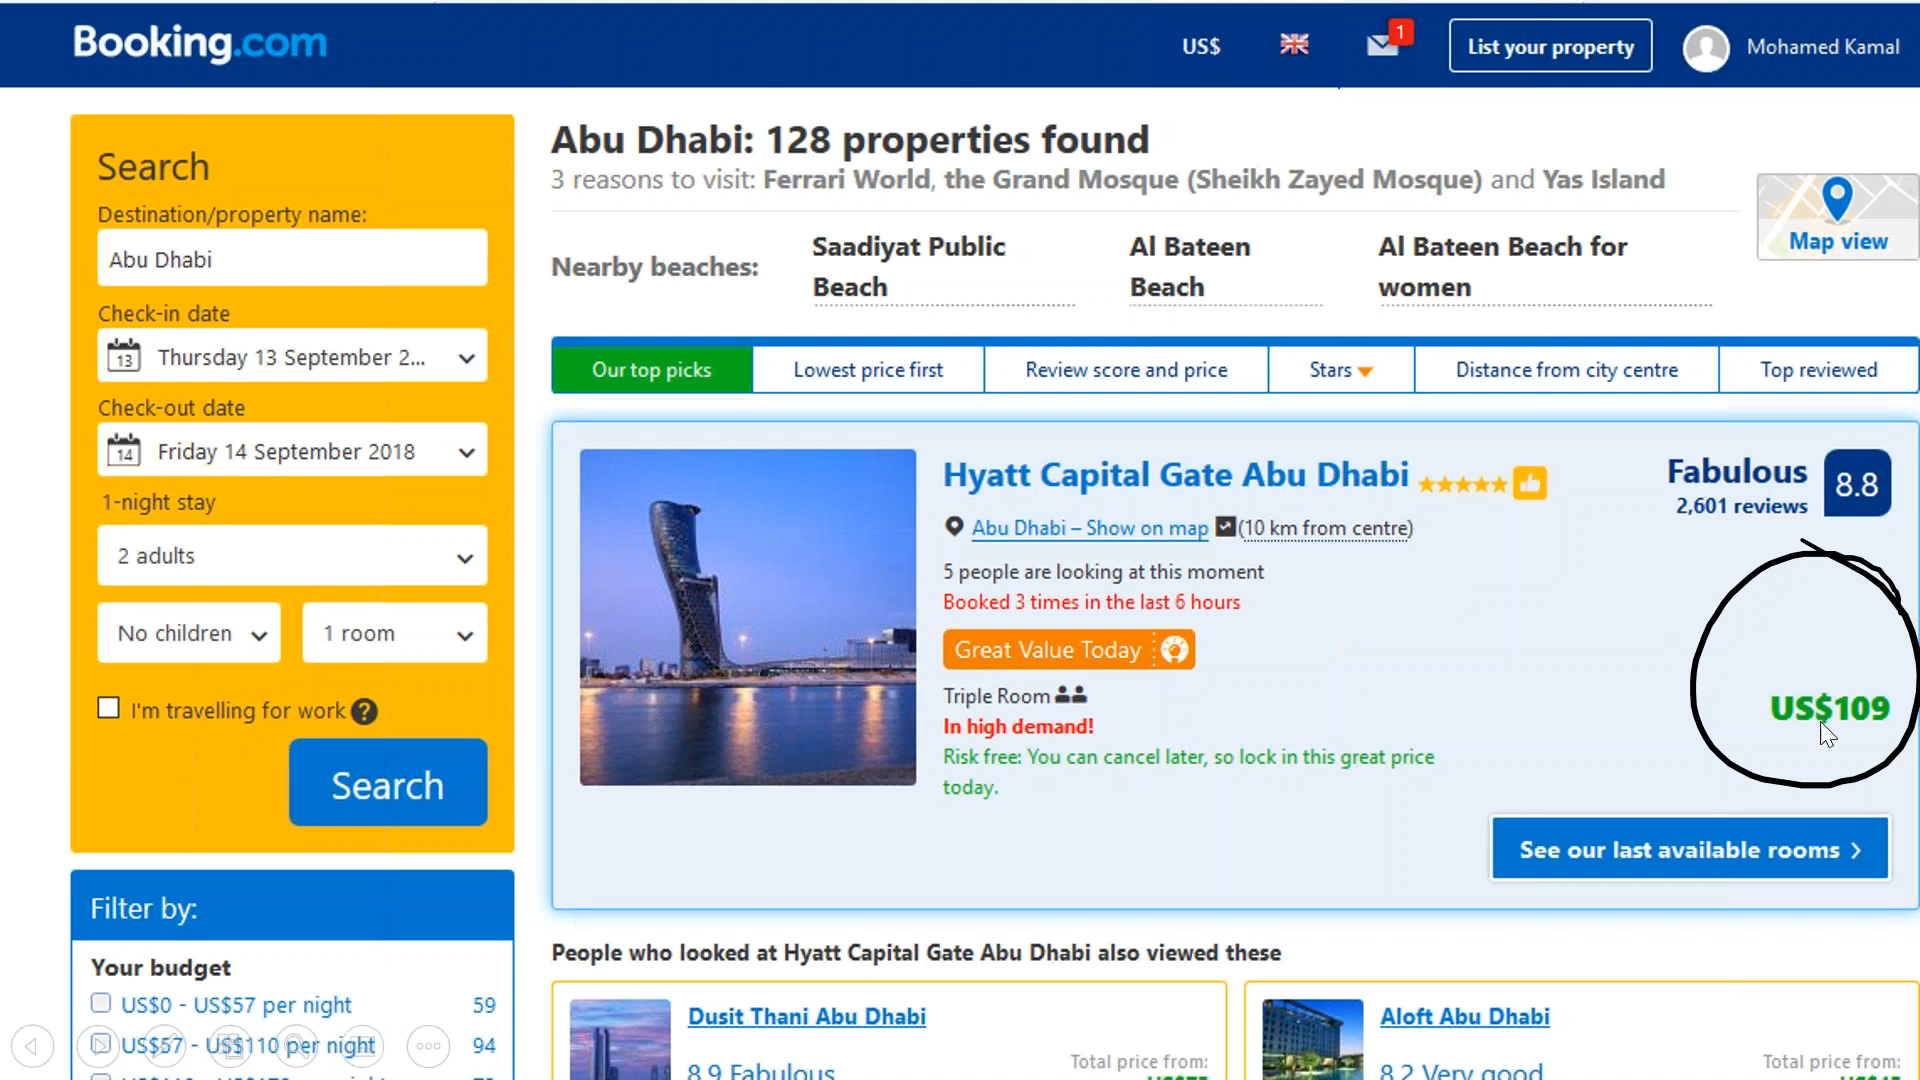 Booking.com
US$
1
List your property
Mohamed Kamal
Search
Destination/property name:
Abu Dhabi
Check-in date
13
Thursday 13 September 2...
Check-out date
14
Friday 14 September 2018
1-night stay
2 adults
No children
1 room
I'm travelling for work ?
Search
Filter by:
Your budget
US$0 - US$57 per night 59
US$57 - US$110 per night 94
Abu Dhabi: 128 properties found
3 reasons to visit: Ferrari World, the Grand Mosque (Sheikh Zayed Mosque) and Yas Island
Map view
Nearby beaches:
Saadiyat Public
Beach
Al Bateen
Beach
Al Bateen Beach for
women
Our top picks
Lowest price first
Review score and price
Stars
Distance from city centre
Top reviewed
Hyatt Capital Gate Abu Dhabi
Fabulous
2,601 reviews
8.8
Abu Dhabi – Show on map (10 km from centre)
5 people are looking at this moment
Booked 3 times in the last 6 hours
Great Value Today
Triple Room
In high demand!
Risk free: You can cancel later, so lock in this great price
today.
US$109
See our last available rooms
People who looked at Hyatt Capital Gate Abu Dhabi also viewed these
Dusit Thani Abu Dhabi
8.9 Fabulous
Total price from:
Aloft Abu Dhabi
8.2 Very good
Total price from: